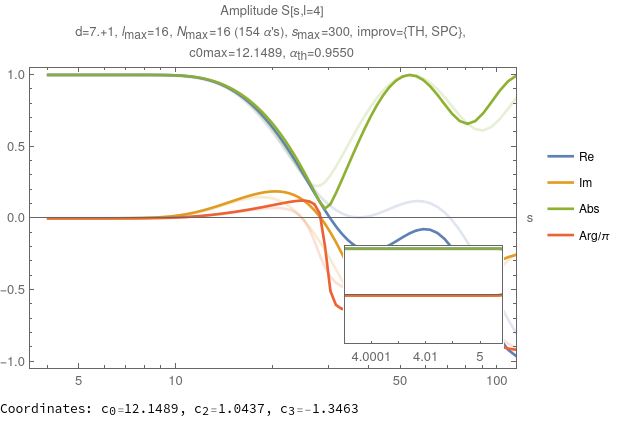 Amplitude S[s,l=4]
d=7.+1, lmax=16, Nmax=16 (154 α's), smax=300, improv={TH, SPC},
c0max=12.1489, αth=0.9550
1.0
0.5
0.0
-0.5
-1.0
s
Re
Im
Abs
Arg/π
4.0001 4.01 5
5 10 50 100
Coordinates: c0=12.1489, c2=1.0437, c3=-1.3463